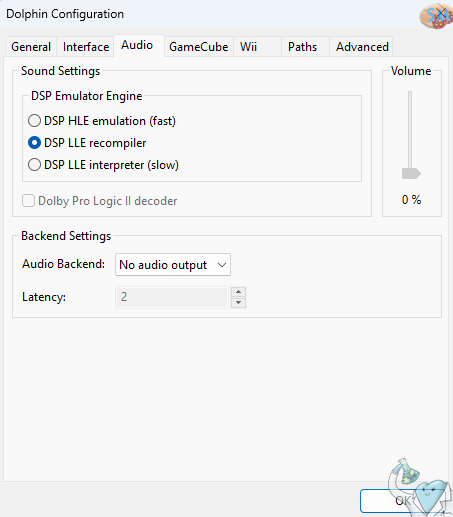 Dolphin Configuration
General Interface Audio GameCube Wii Paths Advanced
Sound Settings
DSP Emulator Engine
DSP HLE emulation (fast)
DSP LLE recompiler
DSP LLE interpreter (slow)
Dolby Pro Logic II decoder
Volume
0 %
Backend Settings
Audio Backend: No audio output
Latency: 2
OK